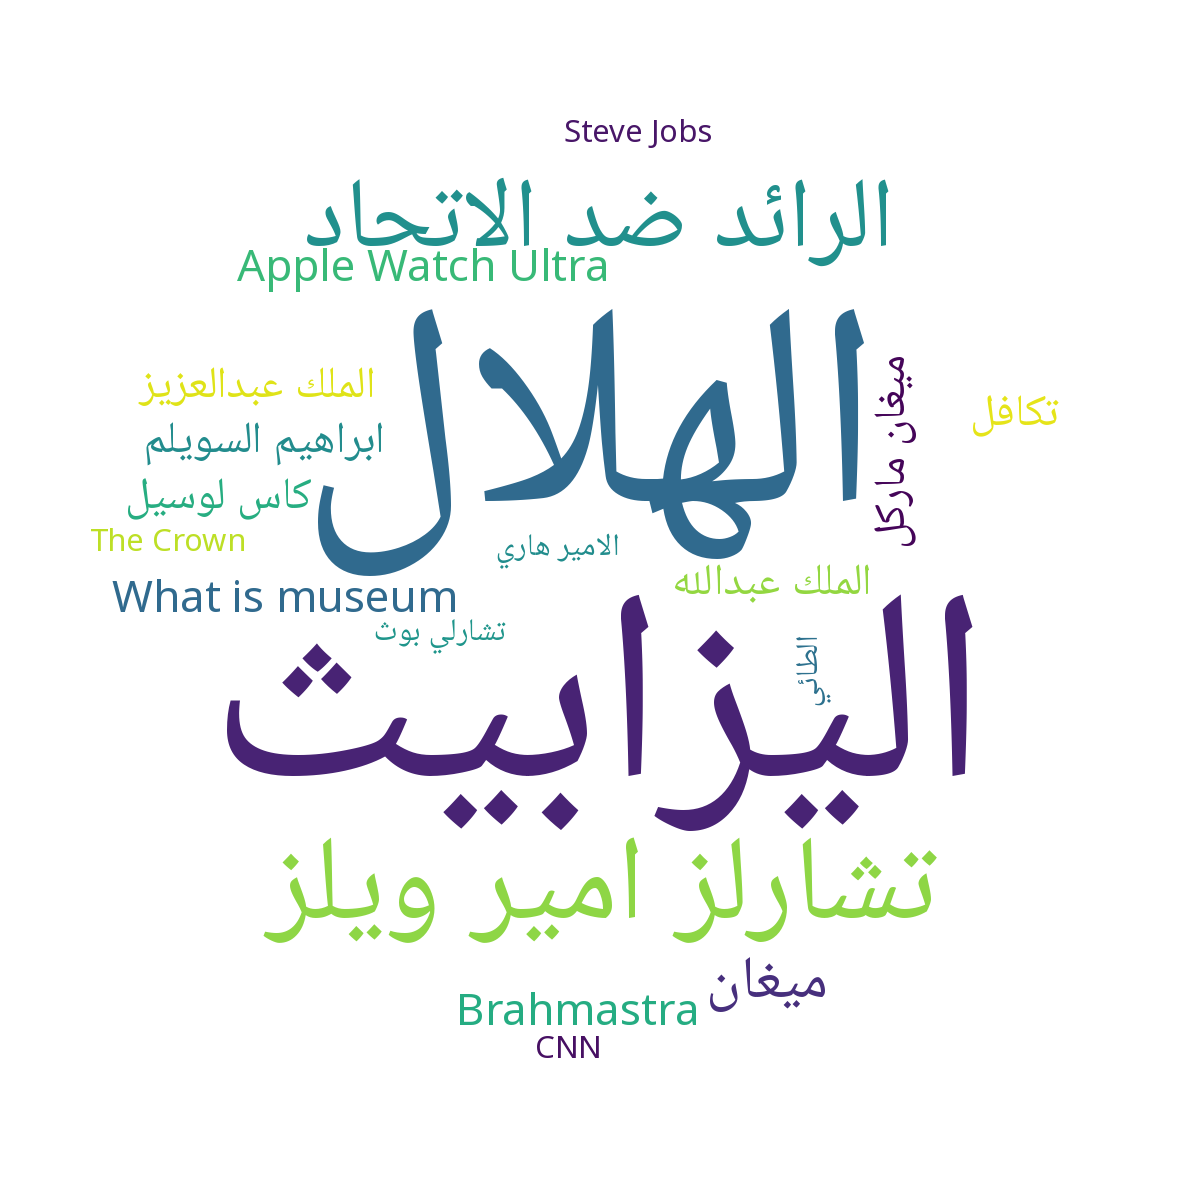 Steve Jobs
الرائد ضد الاتحاد
Apple Watch Ultra
الهلال
ميغان ماركل
الملك عبدالعزيز
تكافل
ابراهيم السويلم
كاس لوسيل
The Crown
الامير هاري
الملك عبدالله
What is museum
تشارلي بوث
الطائي
اليزابيث
تشارلز امير ويلز
ميغان
Brahmastra
CNN